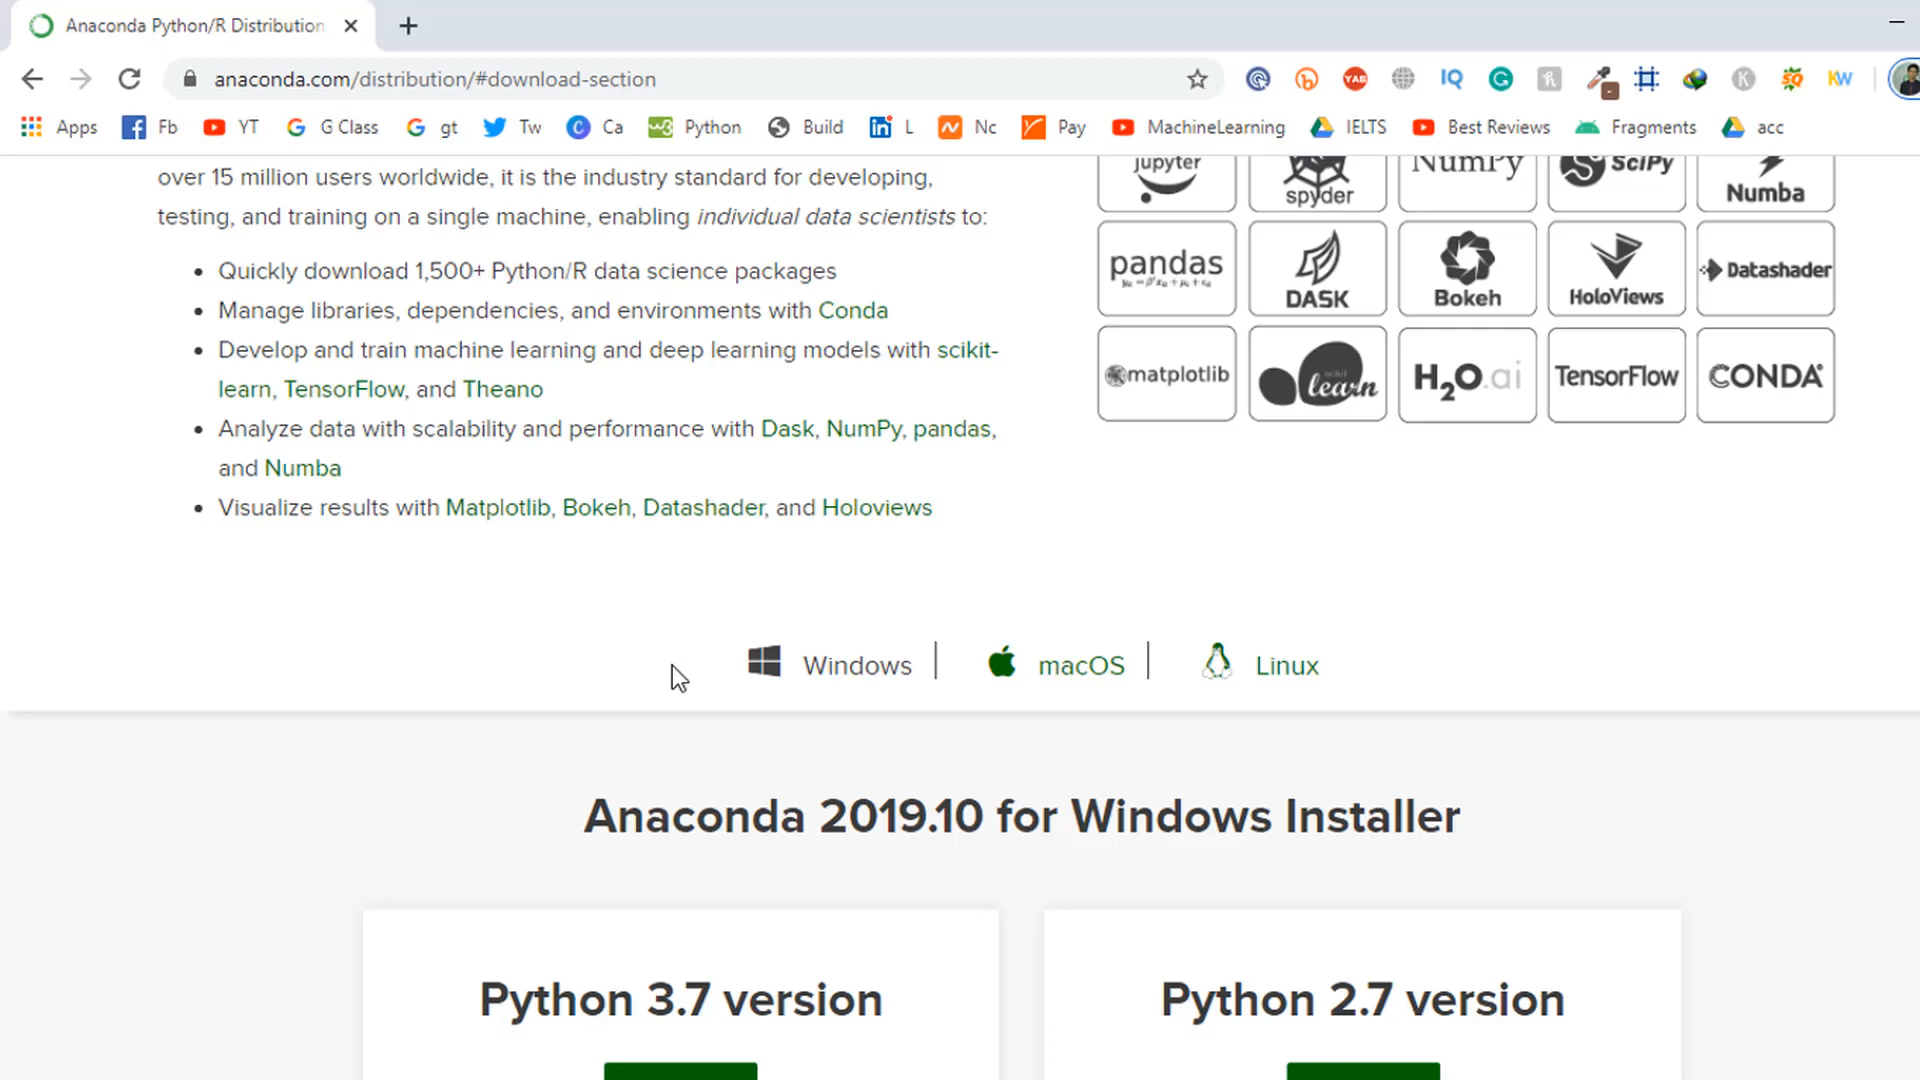 Anaconda Python/R Distribution
anaconda.com/distribution/#download-section
YAB IQ K SQ KW
Apps Fb YT G Class gt Tw Ca Python Build L Nc Pay MachineLearning IELTS Best Reviews Fragments acc
over 15 million users worldwide, it is the industry standard for developing,
testing, and training on a single machine, enabling individual data scientists to:
• Quickly download 1,500+ Python/R data science packages
• Manage libraries, dependencies, and environments with Conda
• Develop and train machine learning and deep learning models with scikit-
learn, TensorFlow, and Theano
• Analyze data with scalability and performance with Dask, NumPy, pandas,
and Numba
• Visualize results with Matplotlib, Bokeh, Datashader, and Holoviews
jupyter spyder NumPy SciPy Numba
pandas DASK Bokeh HoloViews Datashader
matplotlib scikit learn H2O.ai TensorFlow CONDA
Windows | macOS | Linux
Anaconda 2019.10 for Windows Installer
Python 3.7 version
Python 2.7 version